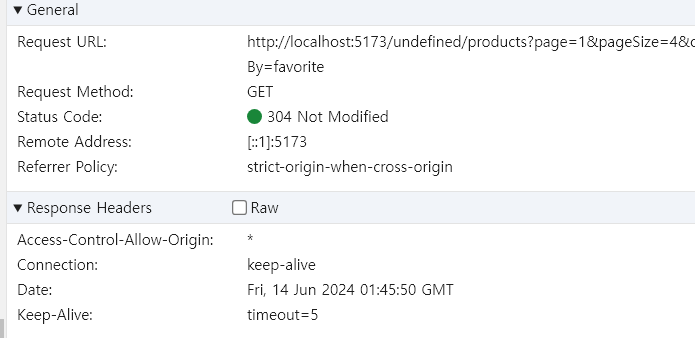 General
Request URL: http://localhost:5173/undefined/products?page=1&pageSize=4&
By=favorite
Request Method: GET
Status Code: 304 Not Modified
Remote Address: [::1]:5173
Referrer Policy: strict-origin-when-cross-origin
Response Headers Raw
Access-Control-Allow-Origin: *
Connection: keep-alive
Date: Fri, 14 Jun 2024 01:45:50 GMT
Keep-Alive: timeout=5